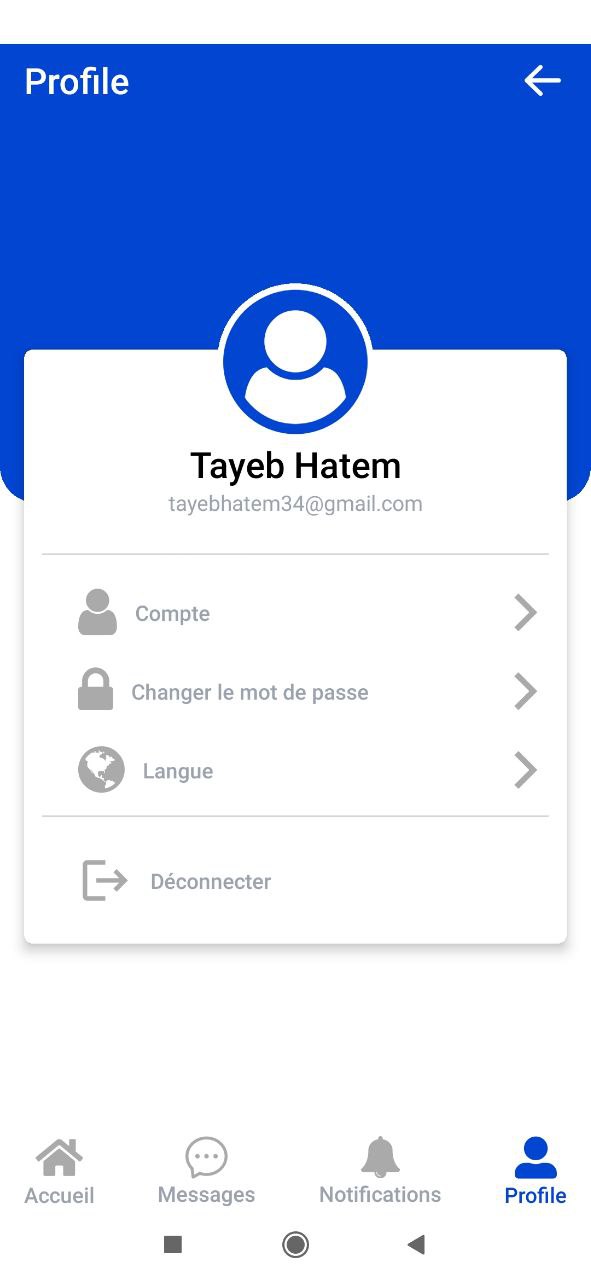 Profile
Tayeb Hatem
tayebhatem34@gmail.com
Compte
Changer le mot de passe
Langue
Déconnecter
Accueil
Messages
Notifications
Profile